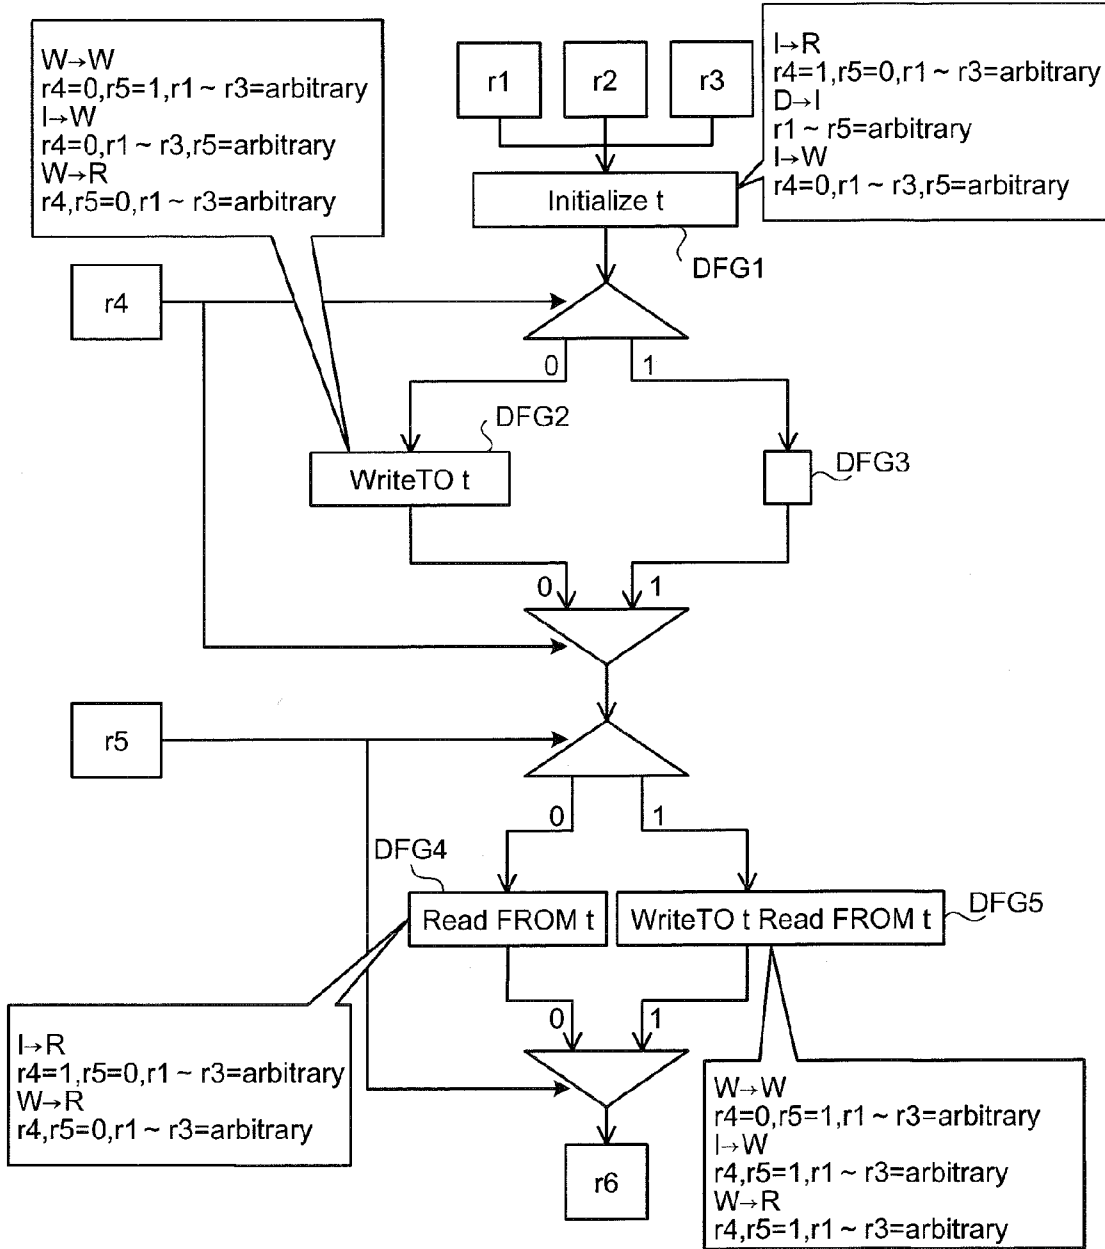 W→W
r4=0,r5=1,r1 ~ r3=arbitrary
I→W
r4=0,r1 ~ r3,r5=arbitrary
W→R
r4,r5=0,r1 ~ r3=arbitrary
r1
r2
r3
I→R
r4=1,r5=0,r1 ~ r3=arbitrary
D→I
r1 ~ r5=arbitrary
I→W
r4=0,r1 ~ r3,r5=arbitrary
Initialize t
DFG1
r4
0
1
DFG2
WriteTO t
DFG3
0
1
r5
0
1
DFG4
Read FROM t
WriteTO t Read FROM t
DFG5
0
1
I→R
r4=1,r5=0,r1 ~ r3=arbitrary
W→R
r4,r5=0,r1 ~ r3=arbitrary
W→W
r4=0,r5=1,r1 ~ r3=arbitrary
I→W
r4,r5=1,r1 ~ r3=arbitrary
W→R
r4,r5=1,r1 ~ r3=arbitrary
r6